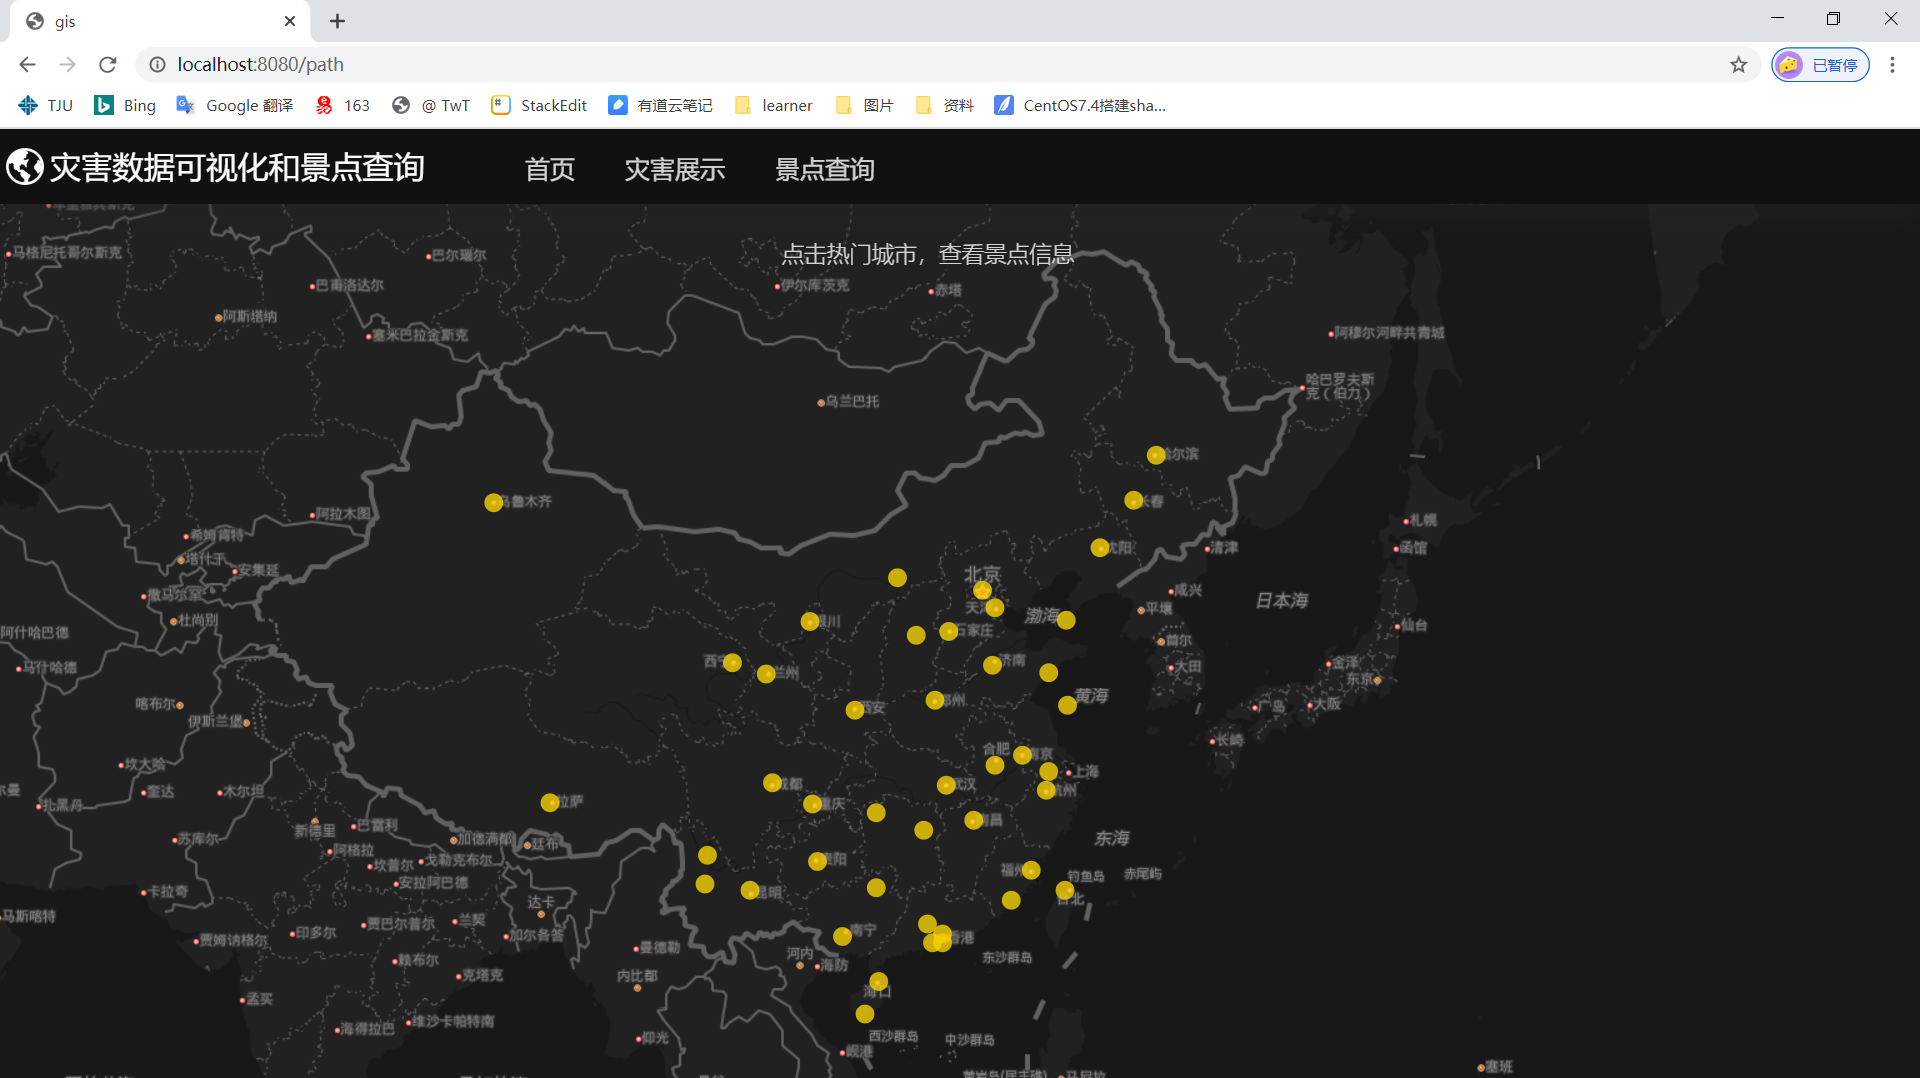 gis
localhost:8080/path
已暂停
TJU
Bing
Google 翻译
163
@ TwT
StackEdit
有道云笔记
learner
图片
资料
CentOS7.4搭建sha...
灾害数据可视化和景点查询
首页
灾害展示
景点查询
点击热门城市，查看景点信息
马格尼托哥尔斯克
巴尔瑙尔
巴甫洛达尔
伊尔库茨克
赤塔
阿斯塔纳
塞米巴拉金斯克
阿穆尔河畔共青城
哈巴罗夫斯
克（伯力）
乌兰巴托
哈尔滨
乌鲁木齐
长春
阿拉木图
札幌
希姆肯特
沈阳
清津
函馆
塔什干
安集延
北京
撒马尔罕
天津
咸兴
日本海
平壤
杜尚别
银川
渤海
仙台
阿什哈巴德
石家庄
首尔
马什哈德
西宁
兰州
济南
大田
金泽
东京
喀布尔
伊斯兰堡
西安
郑州
黄海
广岛
大阪
长崎
合肥
南京
坎大哈
上海
奎达
木尔坦
成都
武汉
杭州
扎黑丹
拉萨
重庆
新德里
巴雷利
南昌
苏库尔
加德满都
廷布
东海
阿格拉
坎普尔
戈勒克布尔
贵阳
福州
钓鱼岛
赤尾屿
卡拉奇
安拉阿巴德
昆明
台北
达卡
马斯喀特
贾巴尔普尔
兰契
南宁
印多尔
加尔各答
香港
贾姆讷格尔
曼德勒
河内
海防
东沙群岛
赖布尔
克塔克
内比都
海口
孟买
海得拉巴
维沙卡帕特南
仰光
西沙群岛
中沙群岛
岘港
黄岩岛(民主礁)
马尼拉
塞班